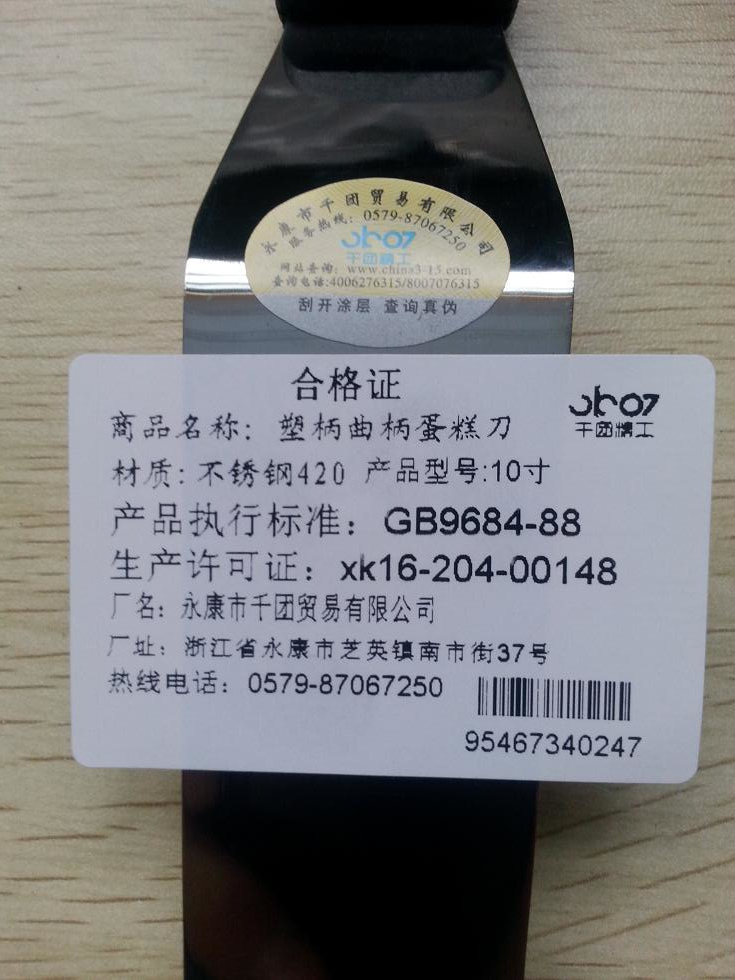 永康市千团贸易有限公司
服务热线: 0579-87067250
千团精工
网站查询: www.china3-15.com
查询电话:4006276315/8007076315
刮开涂层 查询真伪
合格证
千团精工
商品名称: 塑柄曲柄蛋糕刀
材质: 不锈钢420 产品型号:10寸
产品执行标准: GB9684-88
生产许可证: xk16-204-00148
厂名: 永康市千团贸易有限公司
厂址: 浙江省永康市芝英镇南市街37号
热线电话: 0579-87067250
95467340247